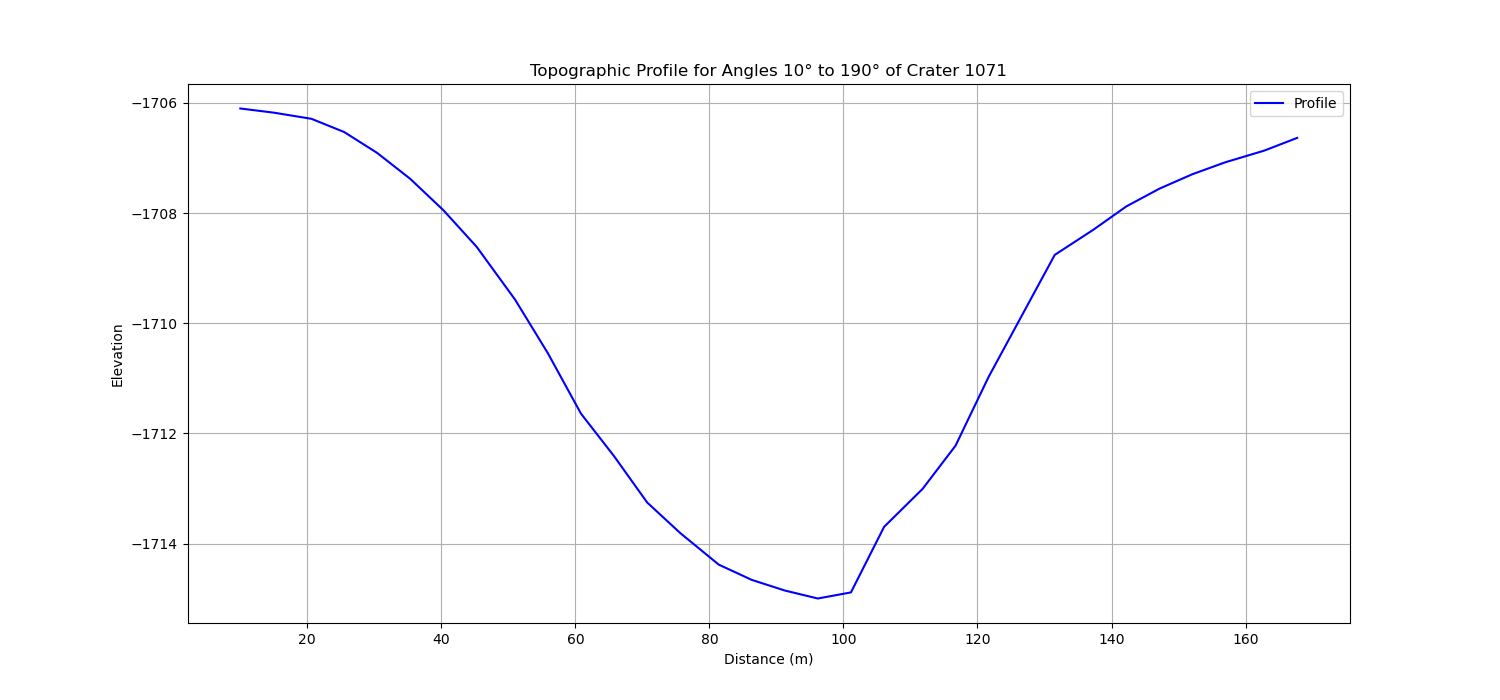 Topographic Profile for Angles 10° to 190° of Crater 1071
Profile
−1706
−1708
−1710
−1712
−1714
Elevation
20 40 60 80 100 120 140 160
Distance (m)